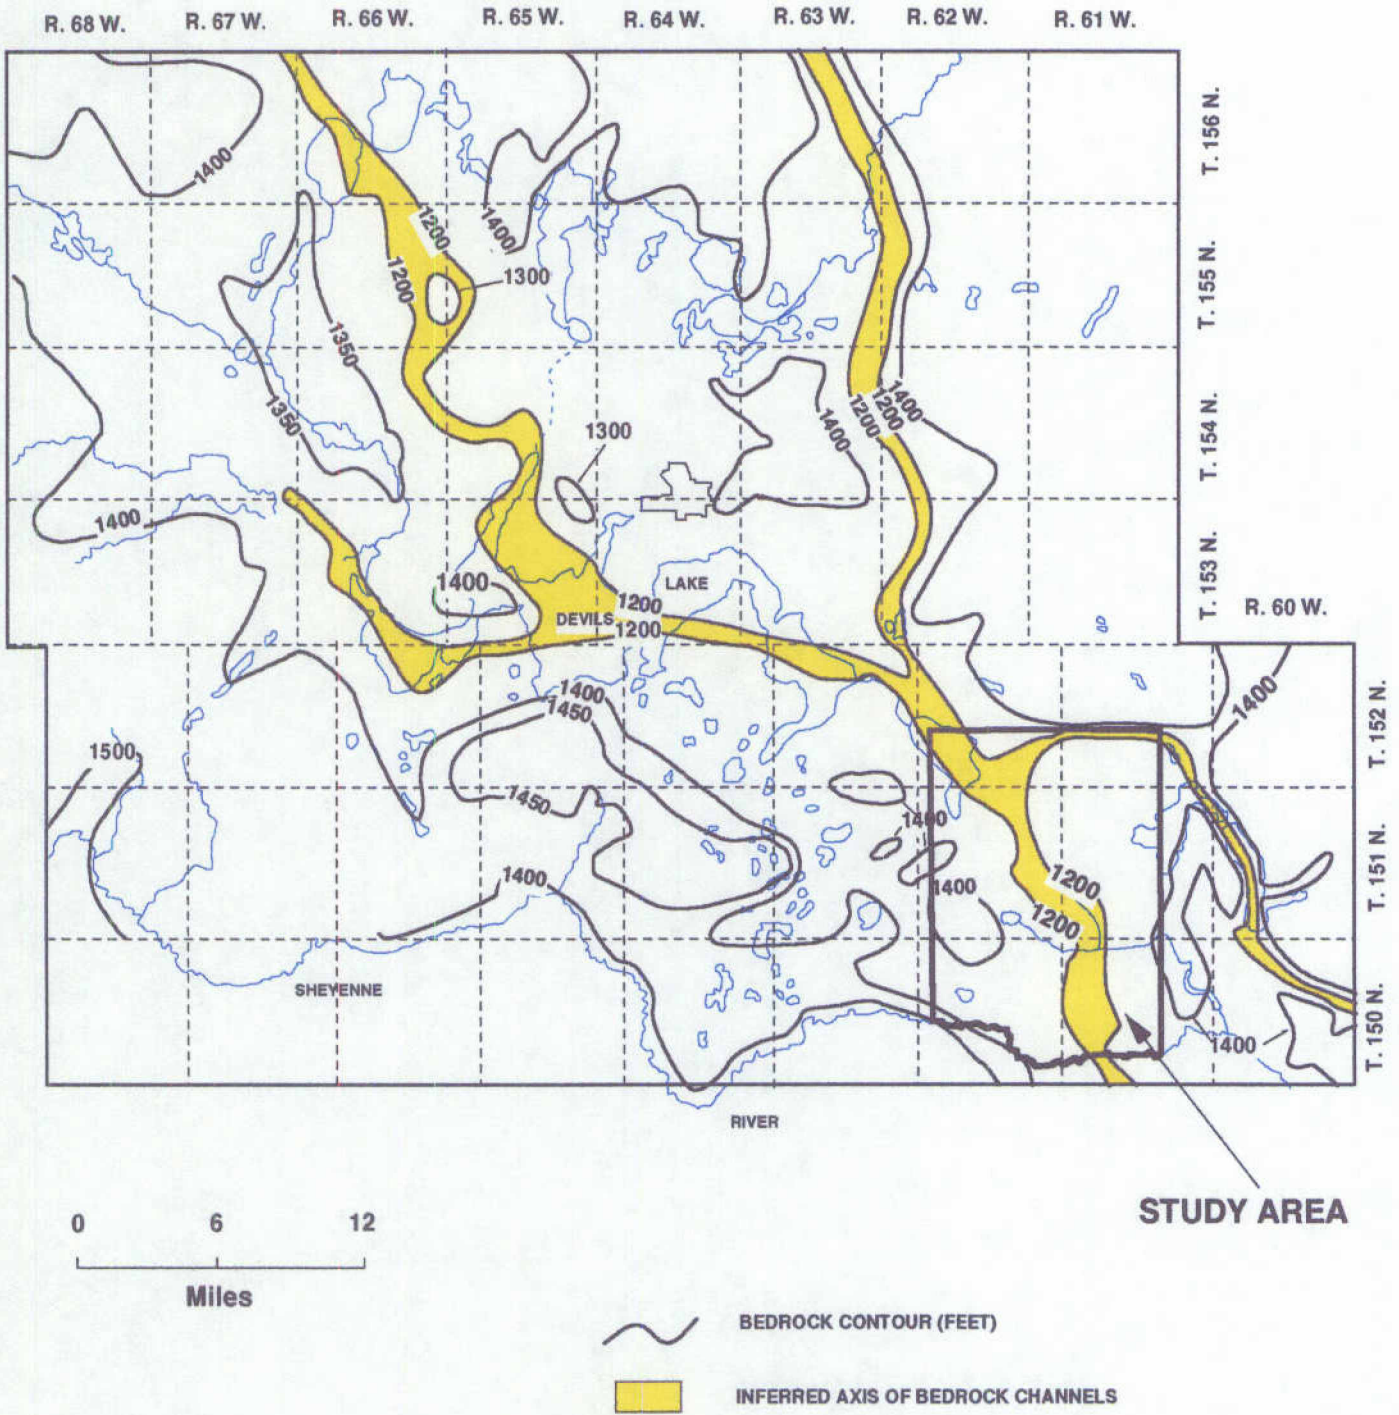 R. 68 W. R. 67 W. R. 66 W. R. 65 W. R. 64 W. R. 63 W. R. 62 W. R. 61 W.
T. 156 N.
1400
1200
1400
1200
1300
T. 155 N.
1350
1350
1400
1200
1200
1400
T. 154 N.
1300
1400
1400
LAKE
T. 153 N.
R. 60 W.
1200
DEVILS
1200
1400
1450
1400
T. 152 N.
1500
1450
1400
T. 151 N.
1400
1400
1200
1200
SHEYENNE
T. 150 N.
1400
RIVER
STUDY AREA
0 6 12
Miles
BEDROCK CONTOUR (FEET)
INFERRED AXIS OF BEDROCK CHANNELS